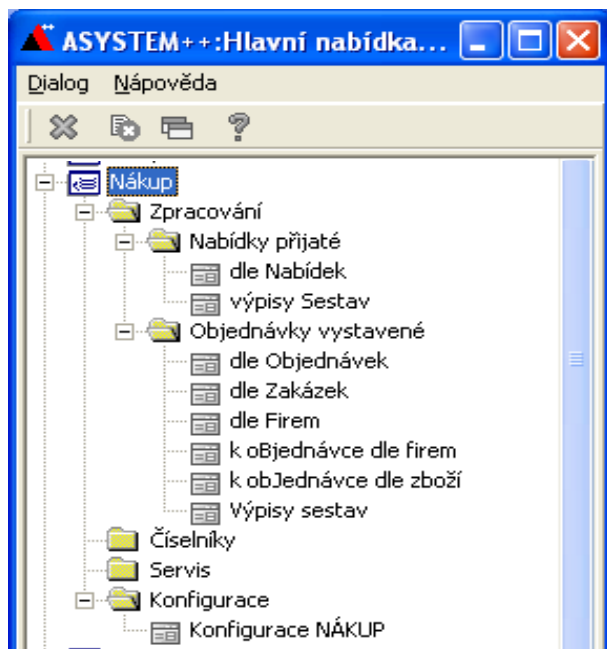 ASYSTEM++:Hlavní nabídka...
Dialog Nápověda
Nákup
Zpracování
Nabídky přijaté
dle Nabídek
výpisy Sestav
Objednávky vystavené
dle Objednávek
dle Zakázek
dle Firem
k oBjednávce dle firem
k obJednávce dle zboží
Výpisy sestav
Číselníky
Servis
Konfigurace
Konfigurace NÁKUP